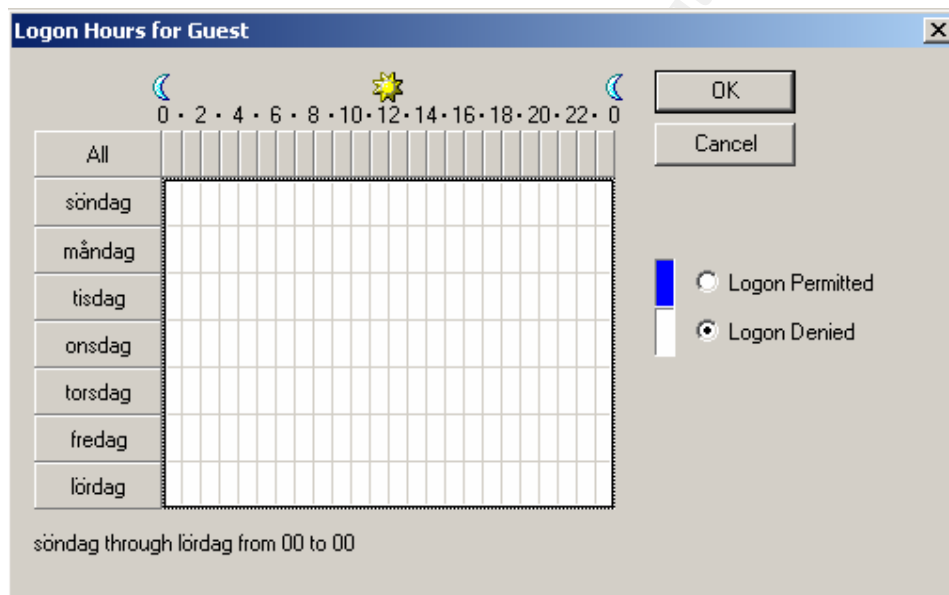 Logon Hours for Guest
0 · 2 · 4 · 6 · 8 · 10 · 12 · 14 · 16 · 18 · 20 · 22 · 0
OK
Cancel
All
söndag
måndag
tisdag
onsdag
torsdag
fredag
lördag
Logon Permitted
Logon Denied
söndag through lördag from 00 to 00